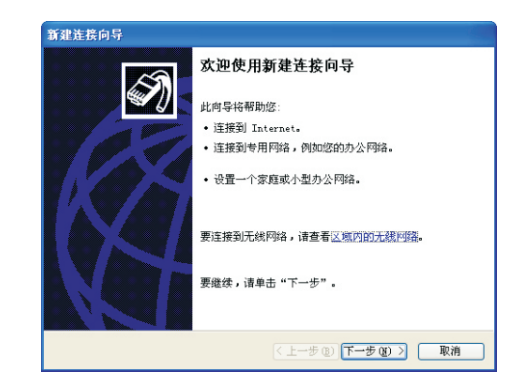 新建连接向导
欢迎使用新建连接向导
此向导将帮助您:
• 连接到 Internet。
• 连接到专用网络，例如您的办公网络。
• 设置一个家庭或小型办公网络。
要连接到无线网络，请查看区域内的无线网络。
要继续，请单击“下一步”。
<上一步(B) 下一步(N)> 取消